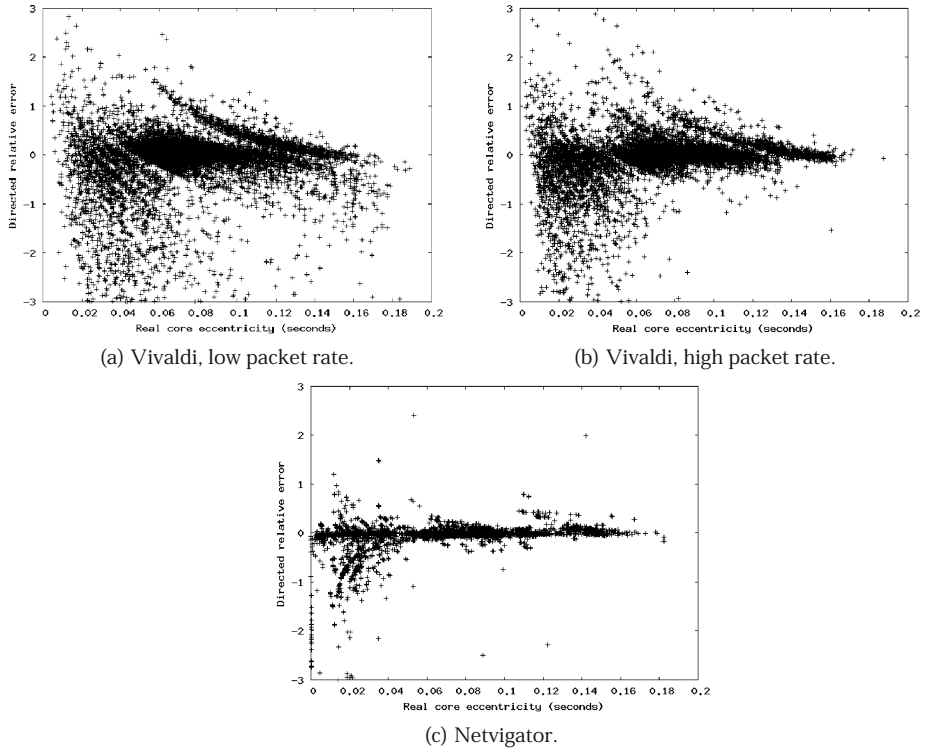 3
2
1
0
-1
-2
-3
Directed relative error
0 0.02 0.04 0.06 0.08 0.1 0.12 0.14 0.16 0.18 0.2
Real core eccentricity (seconds)
(a) Vivaldi, low packet rate.
3
2
1
0
-1
-2
-3
Directed relative error
0 0.02 0.04 0.06 0.08 0.1 0.12 0.14 0.16 0.18 0.2
Real core eccentricity (seconds)
(b) Vivaldi, high packet rate.
3
2
1
0
-1
-2
-3
Directed relative error
0 0.02 0.04 0.06 0.08 0.1 0.12 0.14 0.16 0.18 0.2
Real core eccentricity (seconds)
(c) Netvigator.